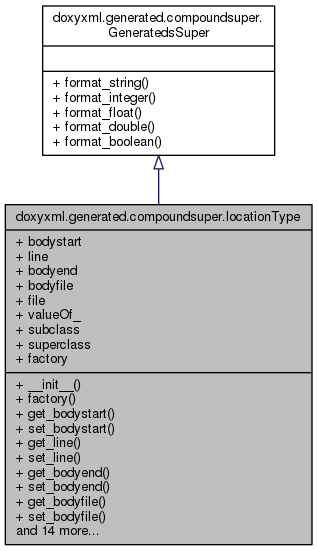 doxyxml.generated.compoundsuper.
GeneratedsSuper
+ format_string()
+ format_integer()
+ format_float()
+ format_double()
+ format_boolean()
doxyxml.generated.compoundsuper.locationType
+ bodystart
+ line
+ bodyend
+ bodyfile
+ file
+ valueOf_
+ subclass
+ superclass
+ factory
+ __init__()
+ factory()
+ get_bodystart()
+ set_bodystart()
+ get_line()
+ set_line()
+ get_bodyend()
+ set_bodyend()
+ get_bodyfile()
+ set_bodyfile()
and 14 more...